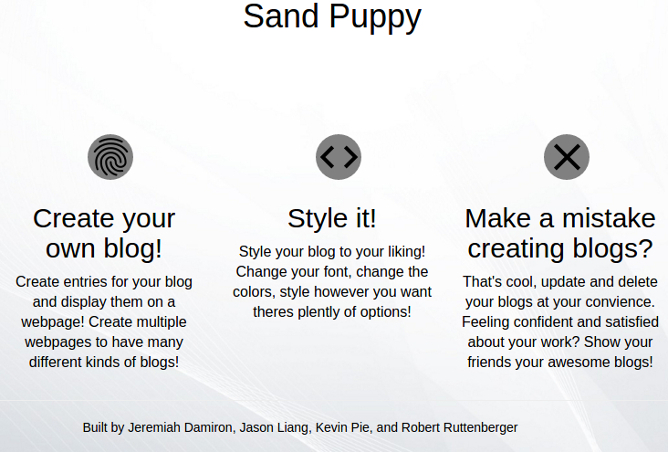 Sand Puppy
Create your
own blog!
Create entries for your blog
and display them on a
webpage! Create multiple
webpages to have many
different kinds of blogs!
Style it!
Style your blog to your liking!
Change your font, change the
colors, style however you want
theres plently of options!
Make a mistake
creating blogs?
That's cool, update and delete
your blogs at your convience.
Feeling confident and satisfied
about your work? Show your
friends your awesome blogs!
Built by Jeremiah Damiron, Jason Liang, Kevin Pie, and Robert Ruttenberger